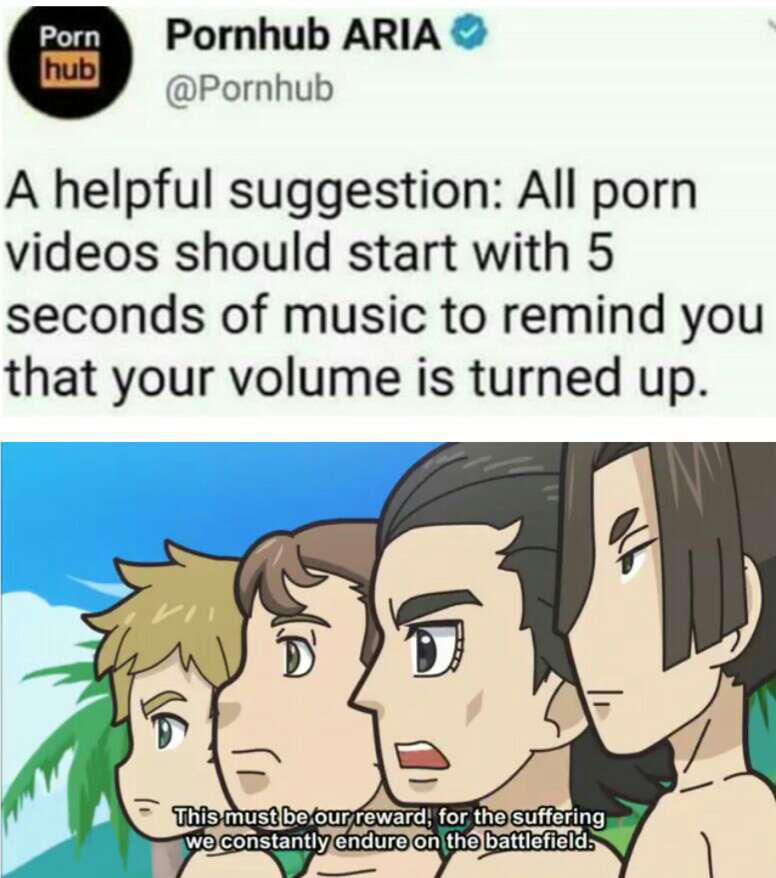 Porn
hub
Pornhub ARIA
@Pornhub
A helpful suggestion: All porn
videos should start with 5
seconds of music to remind you
that your volume is turned up.
This must be our reward, for the suffering
we constantly endure on the battlefield.